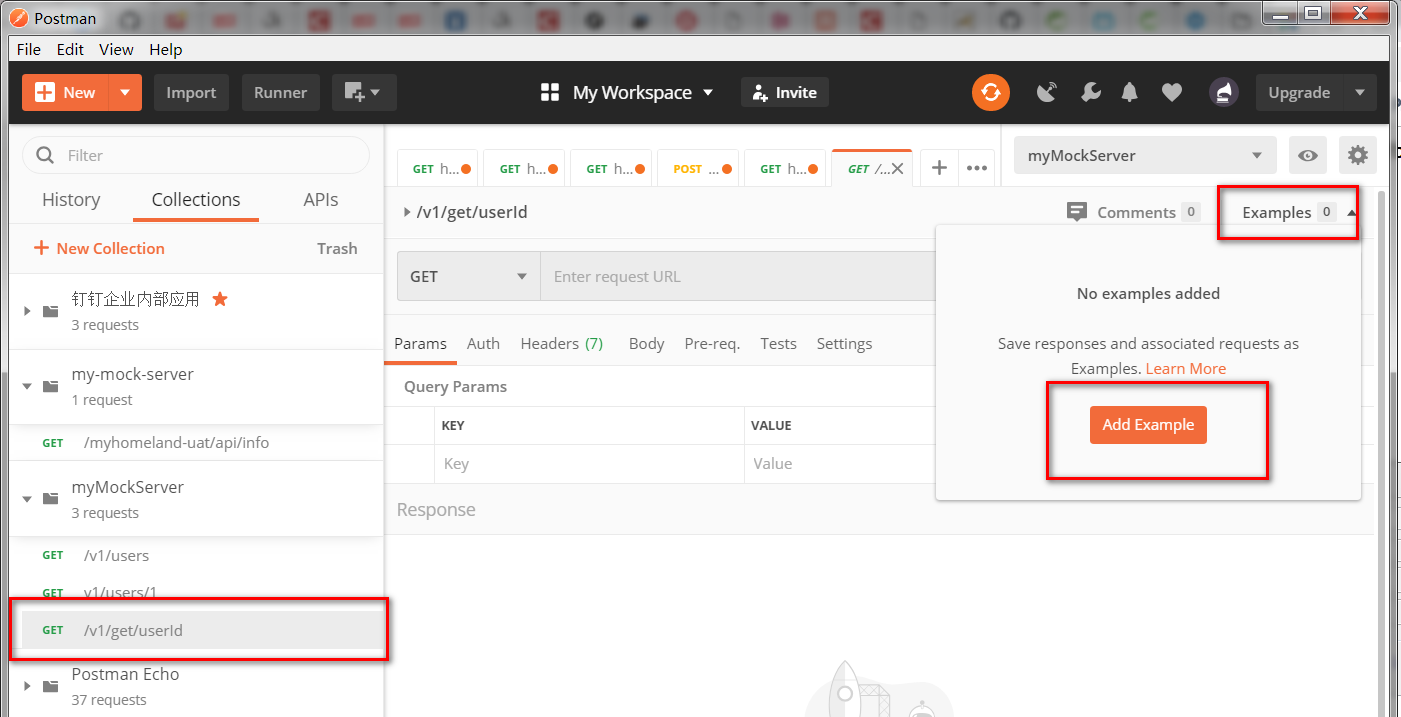 Postman
File Edit View Help
New Import Runner My Workspace Invite Upgrade
Filter
History Collections APIs
New Collection Trash
钉钉企业内部应用
3 requests
my-mock-server
1 request
GET /myhomeland-uat/api/info
myMockServer
3 requests
GET /v1/users
GET v1/users/1
GET /v1/get/userId
Postman Echo
37 requests
GET h... GET h... GET h... POST ... GET h... GET /...
myMockServer
/v1/get/userId
Comments 0 Examples 0
GET Enter request URL
Params Auth Headers (7) Body Pre-req. Tests Settings
Query Params
KEY VALUE
Key Value
Response
No examples added
Save responses and associated requests as
Examples. Learn More
Add Example